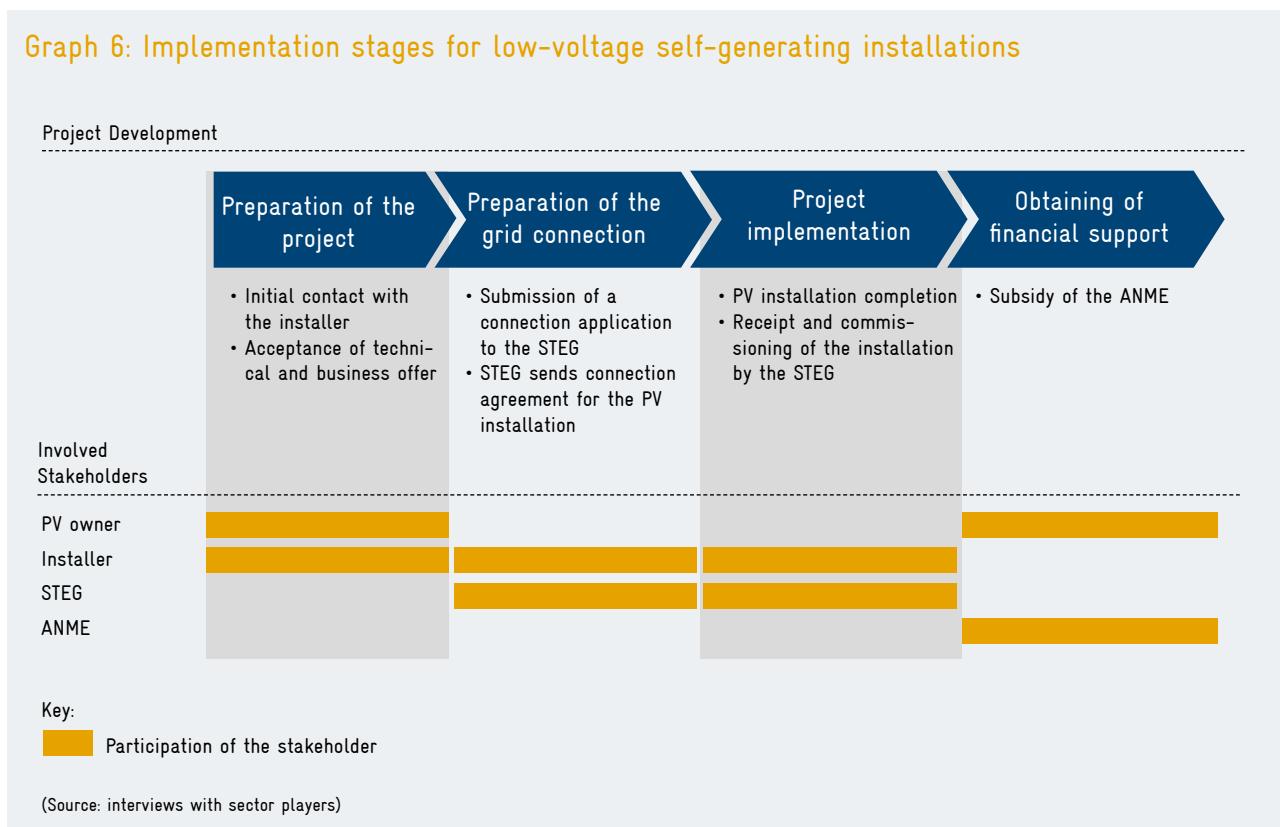 Graph 6: Implementation stages for low-voltage self-generating installations
Project Development
Preparation of the
project
Preparation of the
grid connection
Project
implementation
Obtaining of
financial support
• Initial contact with
the installer
• Acceptance of techni-
cal and business offer
• Submission of a
connection application
to the STEG
• STEG sends connection
agreement for the PV
installation
• PV installation completion
• Receipt and commis-
sioning of the installation
by the STEG
• Subsidy of the ANME
Involved
Stakeholders
PV owner
Installer
STEG
ANME
Key:
Participation of the stakeholder
(Source: interviews with sector players)